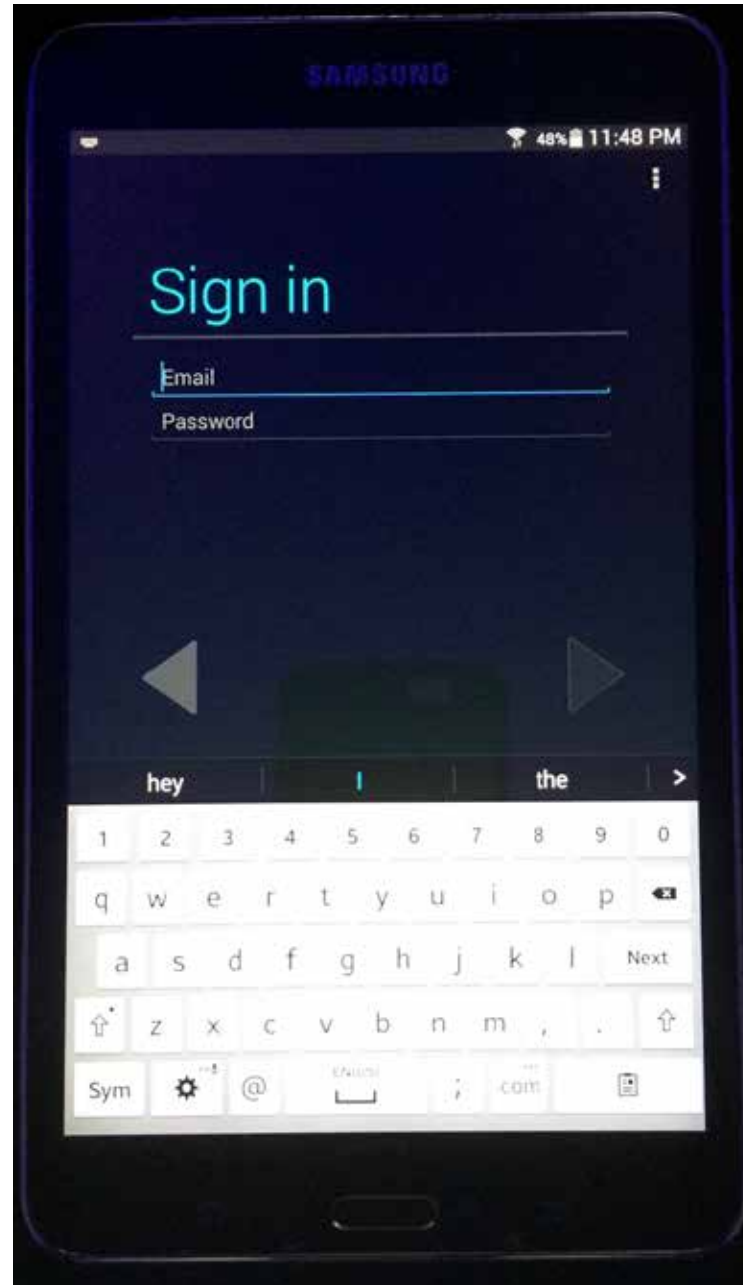 SAMSUNG
48% 11:48 PM
Sign in
Email
Password
hey I the >
1 2 3 4 5 6 7 8 9 0
q w e r t y u i o p
a s d f g h j k l Next
z x c v b n m , .
Sym @ ; .com